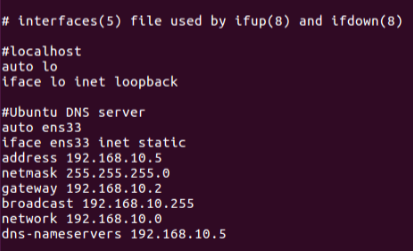 # interfaces(5) file used by ifup(8) and ifdown(8)
#localhost
auto lo
iface lo inet loopback
#Ubuntu DNS server
auto ens33
iface ens33 inet static
address 192.168.10.5
netmask 255.255.255.0
gateway 192.168.10.2
broadcast 192.168.10.255
network 192.168.10.0
dns-nameservers 192.168.10.5